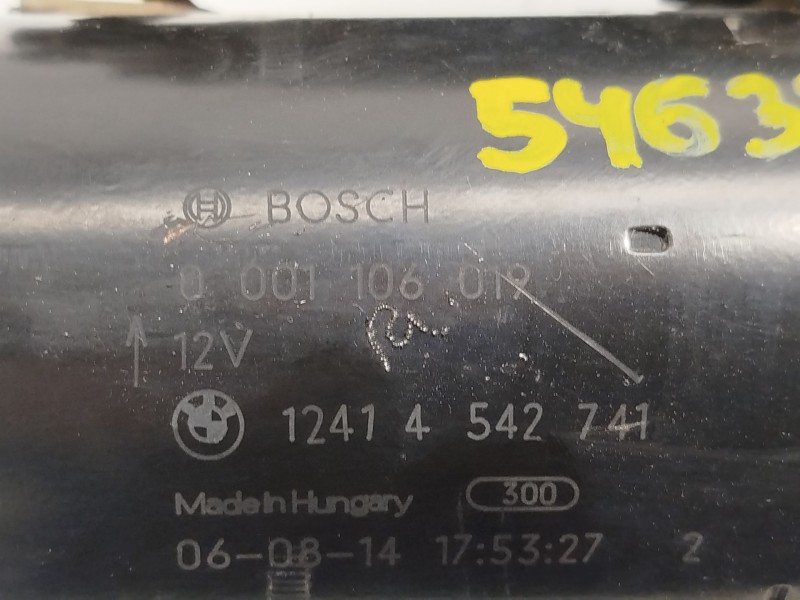 5463
BOSCH
0 001 106 019
12V
1241 4 542 741
Made in Hungary 300
06-08-14 17:53:27 2